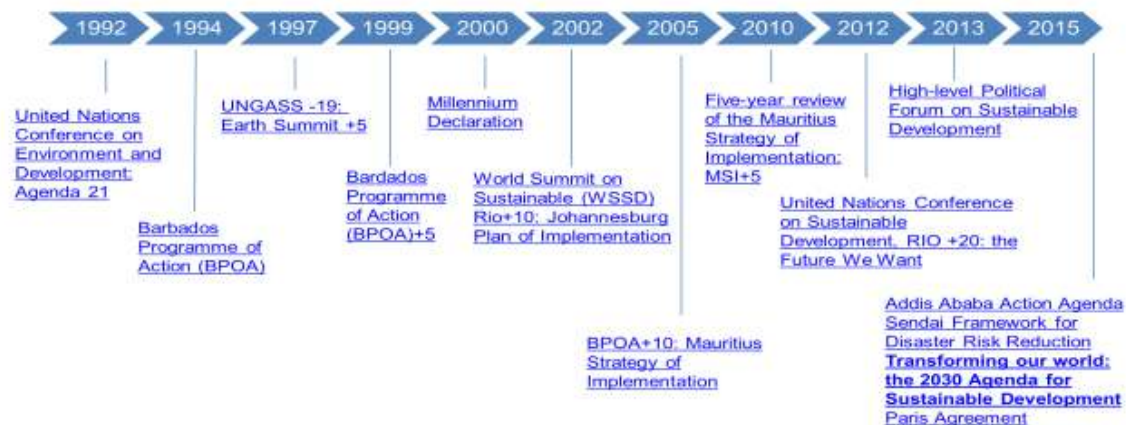 1992 1994 1997 1999 2000 2002 2005 2010 2012 2013 2015
United Nations
Conference on
Environment and
Development:
Agenda 21
Barbados
Programme of
Action (BPOA)
UNGASS -19:
Earth Summit +5
Bardados
Programme
of Action
(BPOA)+5
Millennium
Declaration
World Summit on
Sustainable (WSSD)
Rio+10: Johannesburg
Plan of Implementation
BPOA+10: Mauritius
Strategy of
Implementation
Five-year review
of the Mauritius
Strategy of
Implementation:
MSI+5
United Nations Conference
on Sustainable
Development, RIO +20: the
Future We Want
High-level Political
Forum on Sustainable
Development
Addis Ababa Action Agenda
Sendai Framework for
Disaster Risk Reduction
Transforming our world:
the 2030 Agenda for
Sustainable Development
Paris Agreement